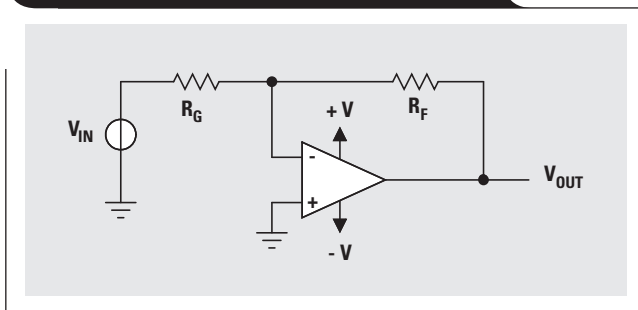 R_G
+ V
R_F
V_IN
-
+
V_OUT
- V